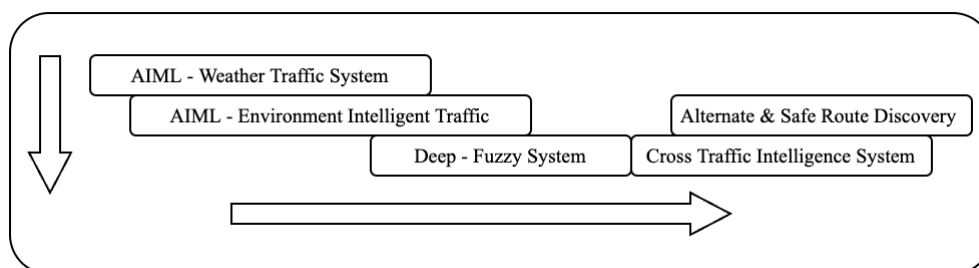 AIML - Weather Traffic System
AIML - Environment Intelligent Traffic
Alternate & Safe Route Discovery
Deep - Fuzzy System
Cross Traffic Intelligence System